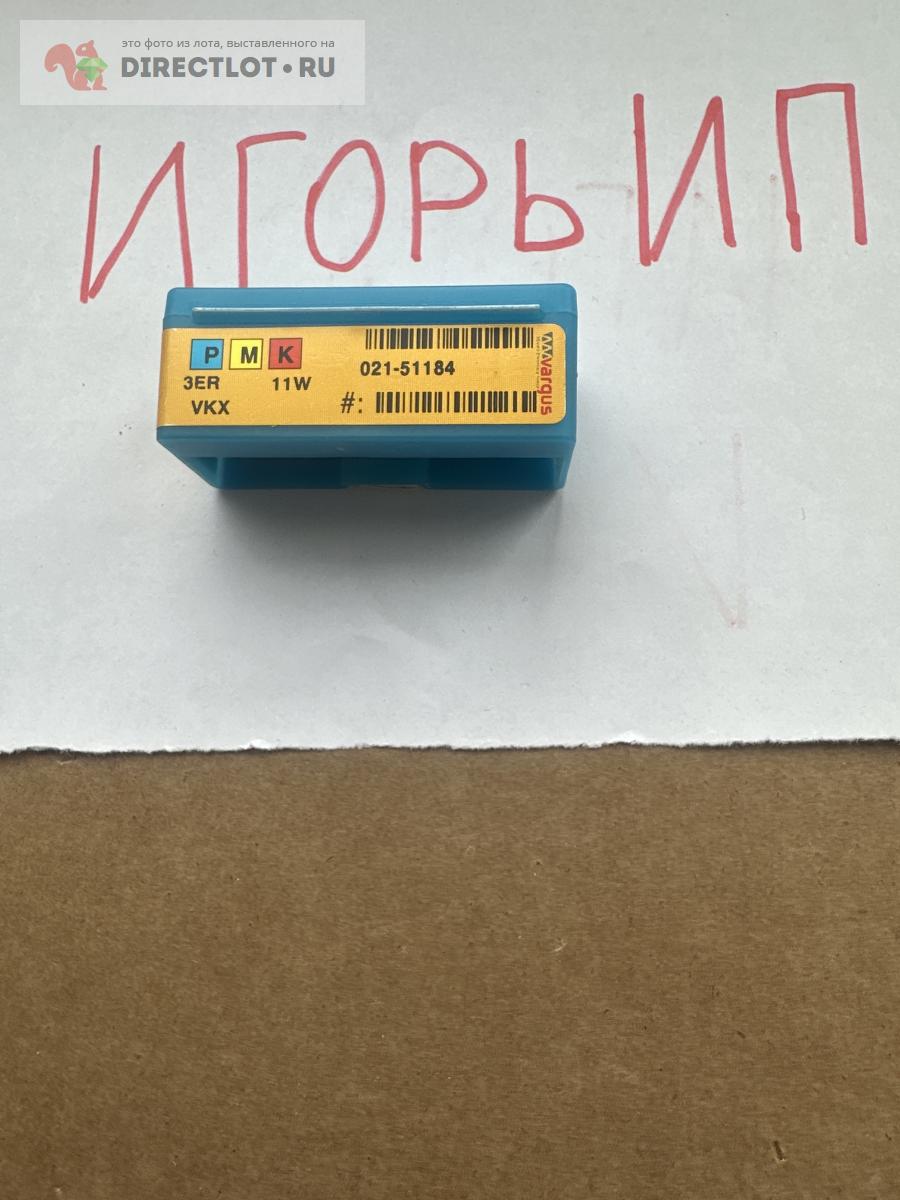 это фото из лота, выставленного на
DIRECTLOT•RU
ИГОРЬ ИП
P M K
3ER 11W
VKX
021-51184
#:
vargus